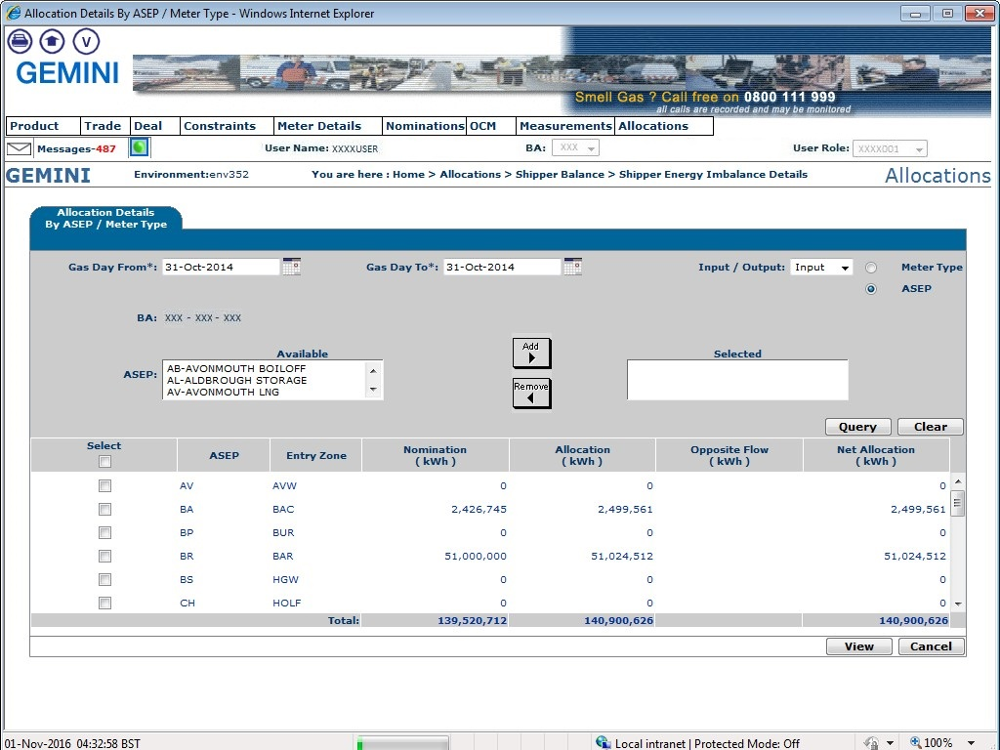 Allocation Details By ASEP / Meter Type - Windows Internet Explorer
V
GEMINI
Smell Gas ? Call free on 0800 111 999
all calls are recorded and may be monitored
Product Trade Deal Constraints Meter Details Nominations OCM Measurements Allocations
Messages-487 User Name: XXXXUSER BA: XXX User Role: XXXX001
GEMINI Environment:env352 You are here : Home > Allocations > Shipper Balance > Shipper Energy Imbalance Details Allocations
Allocation Details
By ASEP / Meter Type
Gas Day From*: 31-Oct-2014 Gas Day To*: 31-Oct-2014 Input / Output: Input Meter Type
ASEP
BA: XXX - XXX - XXX
Available Add Selected
ASEP: AB-AVONMOUTH BOILOFF
AL-ALDBROUGH STORAGE
AV-AVONMOUTH LNG
Remove
Query Clear
Select ASEP Entry Zone Nomination ( kWh ) Allocation ( kWh ) Opposite Flow ( kWh ) Net Allocation ( kWh )
AV AVW 0 0 0
BA BAC 2,426,745 2,499,561 2,499,561
BP BUR 0 0 0
BR BAR 51,000,000 51,024,512 51,024,512
BS HGW 0 0 0
CH HOLF 0 0 0
Total: 139,520,712 140,900,626 140,900,626
View Cancel
01-Nov-2016 04:32:58 BST Local intranet | Protected Mode: Off 100%